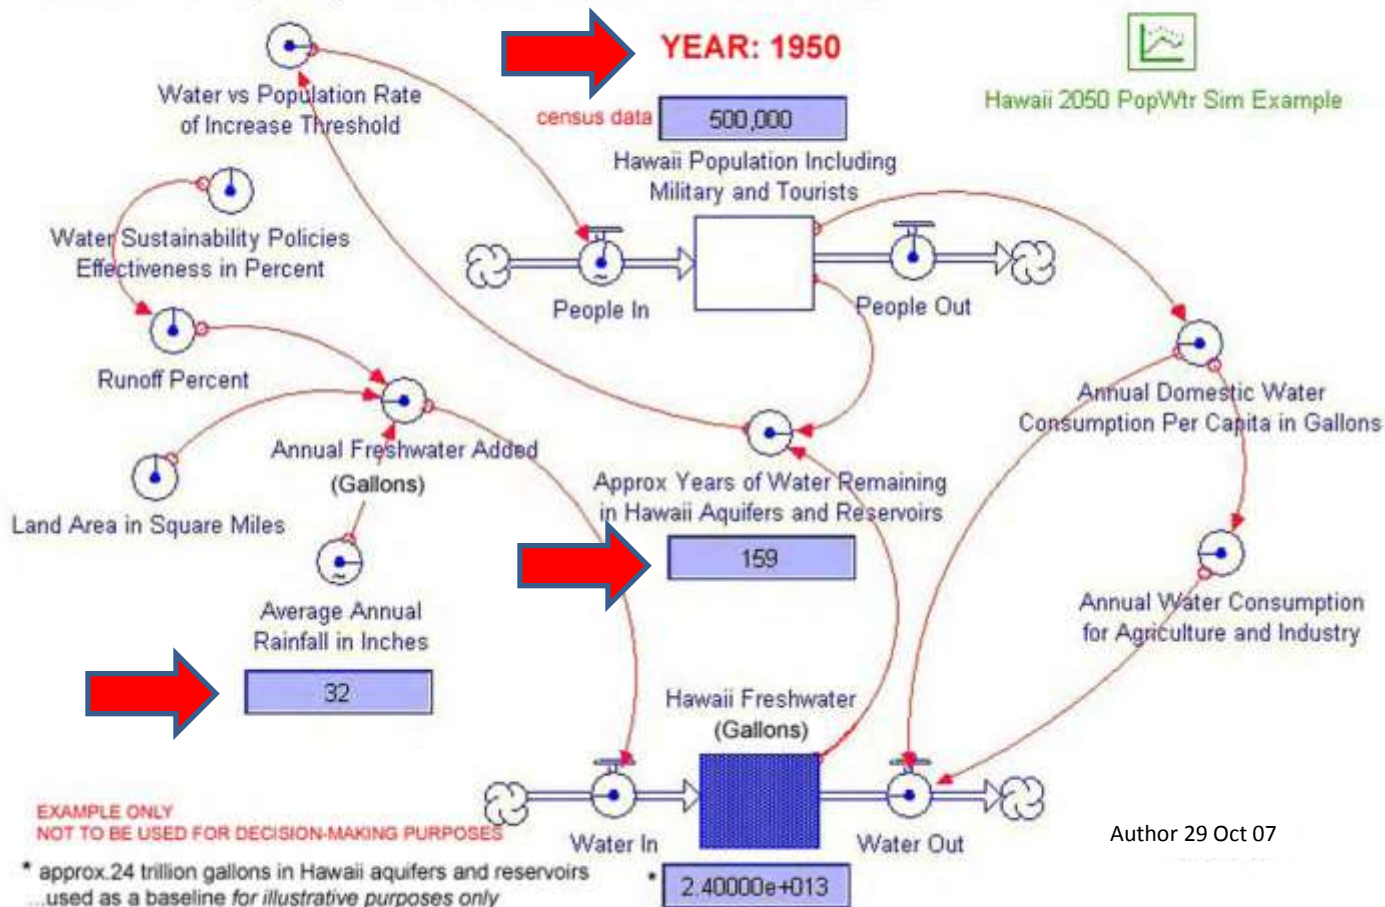 YEAR: 1950
Hawaii 2050 PopWtr Sim Example
Water vs Population Rate
of Increase Threshold
census data
500,000
Hawaii Population Including
Military and Tourists
Water Sustainability Policies
Effectiveness in Percent
People In
People Out
Runoff Percent
Annual Domestic Water
Consumption Per Capita in Gallons
Annual Freshwater Added
(Gallons)
Approx Years of Water Remaining
in Hawaii Aquifers and Reservoirs
159
Land Area in Square Miles
Average Annual
Rainfall in Inches
32
Annual Water Consumption
for Agriculture and Industry
Hawaii Freshwater
(Gallons)
EXAMPLE ONLY
NOT TO BE USED FOR DECISION-MAKING PURPOSES
Water In
Water Out
Author 29 Oct 07
* approx.24 trillion gallons in Hawaii aquifers and reservoirs
...used as a baseline for illustrative purposes only
* 2.40000e+013